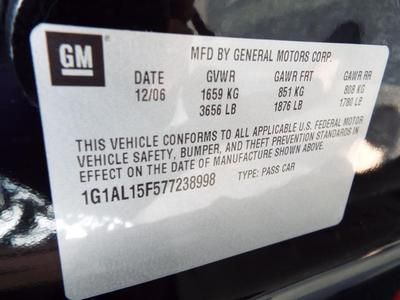 GM
MFD BY GENERAL MOTORS CORP.
DATE GVWR GAWR FRT GAWR RR
12/06 1659 KG 851 KG 808 KG
3656 LB 1876 LB 1780 LB
THIS VEHICLE CONFORMS TO ALL APPLICABLE U.S. FEDERAL MOTOR
VEHICLE SAFETY, BUMPER, AND THEFT PREVENTION STANDARDS IN
EFFECT ON THE DATE OF MANUFACTURE SHOWN ABOVE.
1G1AL15F577238998 TYPE: PASS CAR